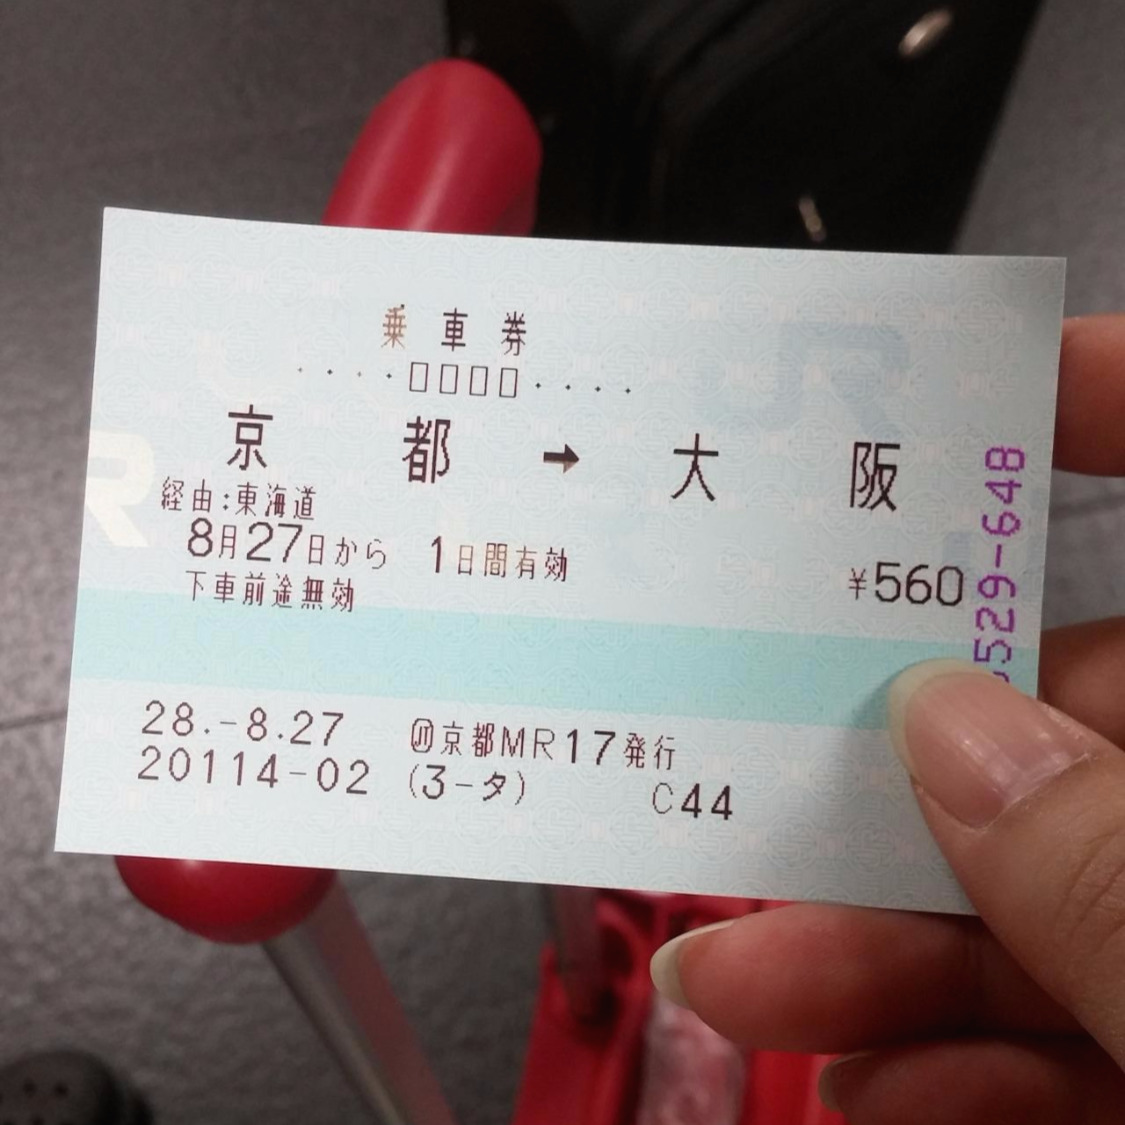 乗車券
....□□□□....
京都→大阪
経由:東海道
8月27日から 1日間有効
¥560
下車前途無効
28.-8.27 京都MR17発行
20114-02 (3-タ) C44
529-648
JR